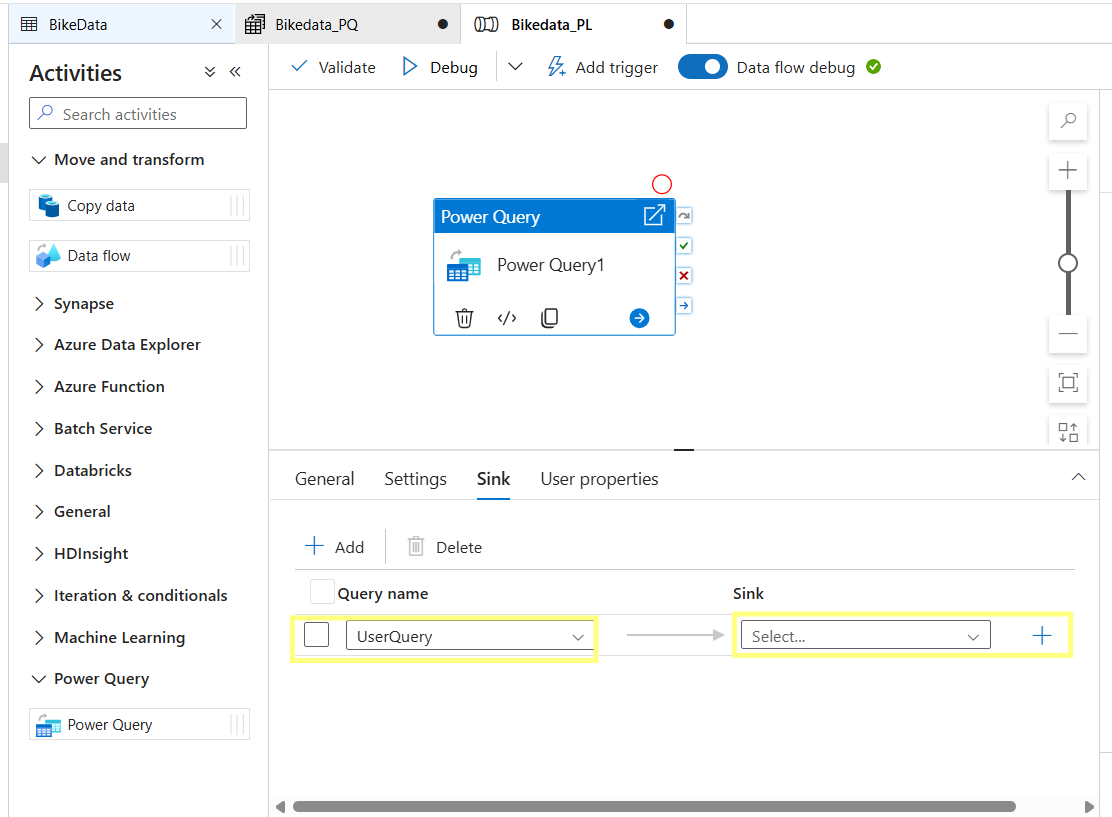 BikeData
Bikedata_PQ
Bikedata_PL
Activities
Search activities
Move and transform
Copy data
Data flow
Synapse
Azure Data Explorer
Azure Function
Batch Service
Databricks
General
HDInsight
Iteration & conditionals
Machine Learning
Power Query
Power Query
Validate
Debug
Add trigger
Data flow debug
Power Query
Power Query1
General
Settings
Sink
User properties
Add
Delete
Query name
Sink
UserQuery
Select...